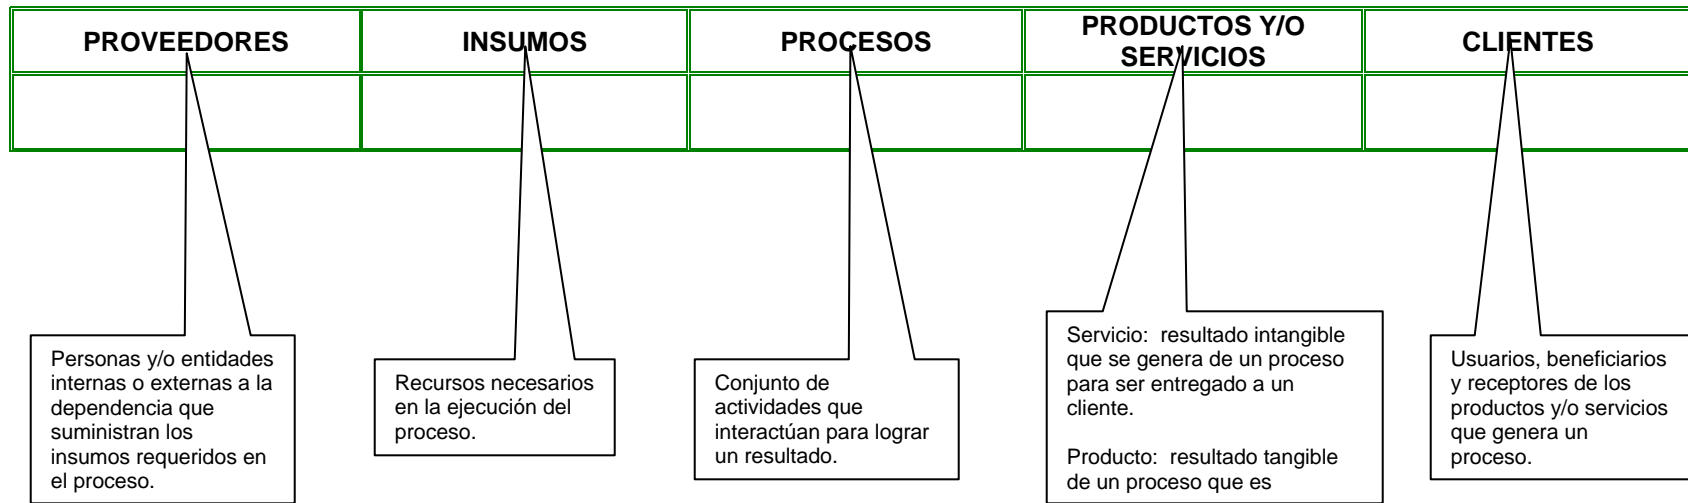 PROVEEDORES
INSUMOS
PROCESOS
PRODUCTOS Y/O
SERVICIOS
CLIENTES
Personas y/o entidades
internas o externas a la
dependencia que
suministran los
insumos requeridos en
el proceso.
Recursos necesarios
en la ejecución del
proceso.
Conjunto de
actividades que
interactúan para lograr
un resultado.
Servicio: resultado intangible
que se genera de un proceso
para ser entregado a un
cliente.
Producto: resultado tangible
de un proceso que es
Usuarios, beneficiarios
y receptores de los
productos y/o servicios
que genera un
proceso.